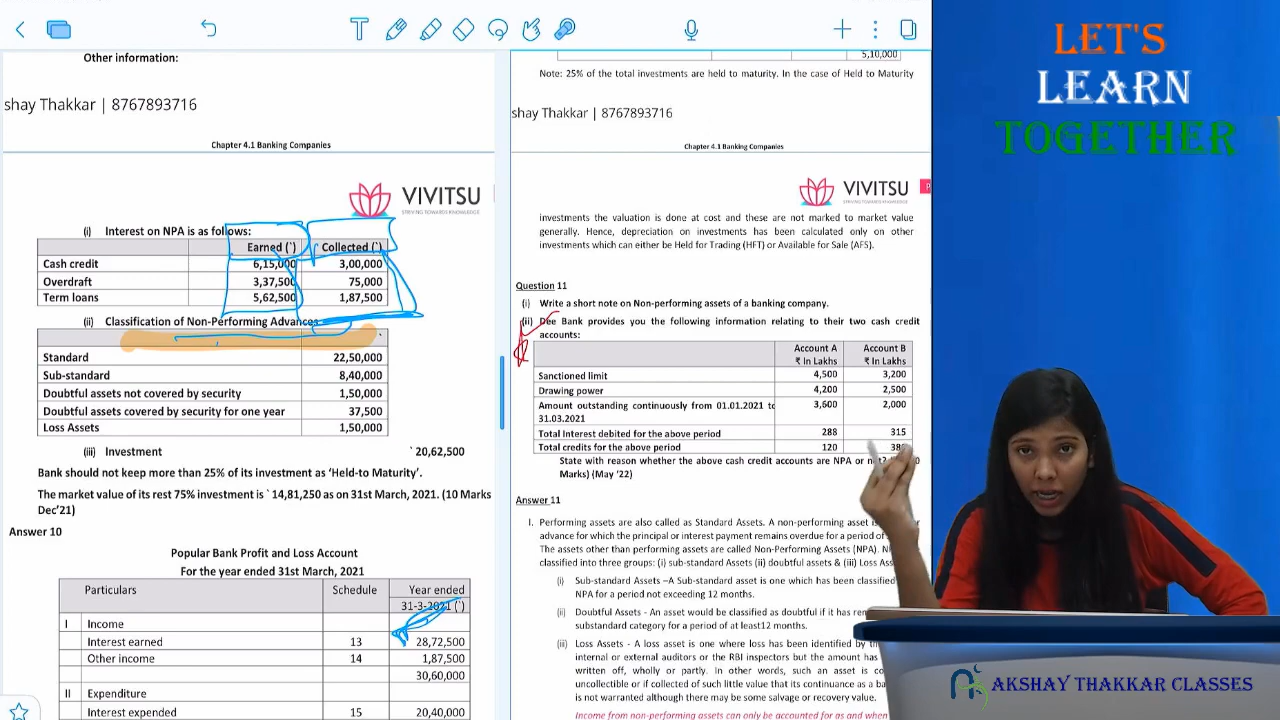 Other information:
shay Thakkar | 8767893716
Chapter 4.1 Banking Companies
VIVITSU
STRIVING TOWARDS KNOWLEDGE
(i) Interest on NPA is as follows:
Earned (`) Collected (`)
Cash credit 6,15,000 3,00,000
Overdraft 3,37,500 75,000
Term loans 5,62,500 1,87,500
(ii) Classification of Non-Performing Advances
`
Standard 22,50,000
Sub-standard 8,40,000
Doubtful assets not covered by security 1,50,000
Doubtful assets covered by security for one year 37,500
Loss Assets 1,50,000
(iii) Investment ` 20,62,500
Bank should not keep more than 25% of its investment as ‘Held-to Maturity’.
The market value of its rest 75% investment is ` 14,81,250 as on 31st March, 2021. (10 Marks
Dec’21)
Answer 10
Popular Bank Profit and Loss Account
For the year ended 31st March, 2021
Particulars Schedule Year ended
31-3-2021 (`)
I Income
Interest earned 13 28,72,500
Other income 14 1,87,500
30,60,000
II Expenditure
Interest expended 15 20,40,000
5,10,000
Note: 25% of the total investments are held to maturity. In the case of Held to Maturity
shay Thakkar | 8767893716
Chapter 4.1 Banking Companies
VIVITSU
STRIVING TOWARDS KNOWLEDGE
P
investments the valuation is done at cost and these are not marked to market value
generally. Hence, depreciation on investments has been calculated only on other
investments which can either be Held for Trading (HFT) or Available for Sale (AFS).
Question 11
(i) Write a short note on Non-performing assets of a banking company.
(ii) Dee Bank provides you the following information relating to their two cash credit
accounts:
Account A Account B
₹ In Lakhs ₹ In Lakhs
Sanctioned limit 4,500 3,200
Drawing power 4,200 2,500
Amount outstanding continuously from 01.01.2021 to 3,600 2,000
31.03.2021
Total Interest debited for the above period 288 315
Total credits for the above period 120
State with reason whether the above cash credit accounts are NPA or
Marks) (May ’22)
Answer 11
I. Performing assets are also called as Standard Assets. A non-performing asset
advance for which the principal or interest payment remains overdue for a period of
The assets other than performing assets are called Non-Performing Assets (NPA).
classified into three groups: (i) sub-Standard Assets (ii) doubtful assets & (iii) Loss
(i) Sub-standard Assets –A Sub-standard asset is one which has been classified
NPA for a period not exceeding 12 months.
(ii) Doubtful Assets - An asset would be classified as doubtful if it has
substandard category for a period of at least12 months.
(iii) Loss Assets - A loss asset is one where loss has been identified by
internal or external auditors or the RBI inspectors but the amount has
written off, wholly or partly. In other words, such an asset is
uncollectible or if collected of such little value that its continuance as a
is not warranted although there may be some salvage or recovery value.
Income from non-performing assets can only be accounted for as and when
LET'S
LEARN
TOGETHER
AKSHAY THAKKAR CLASSES